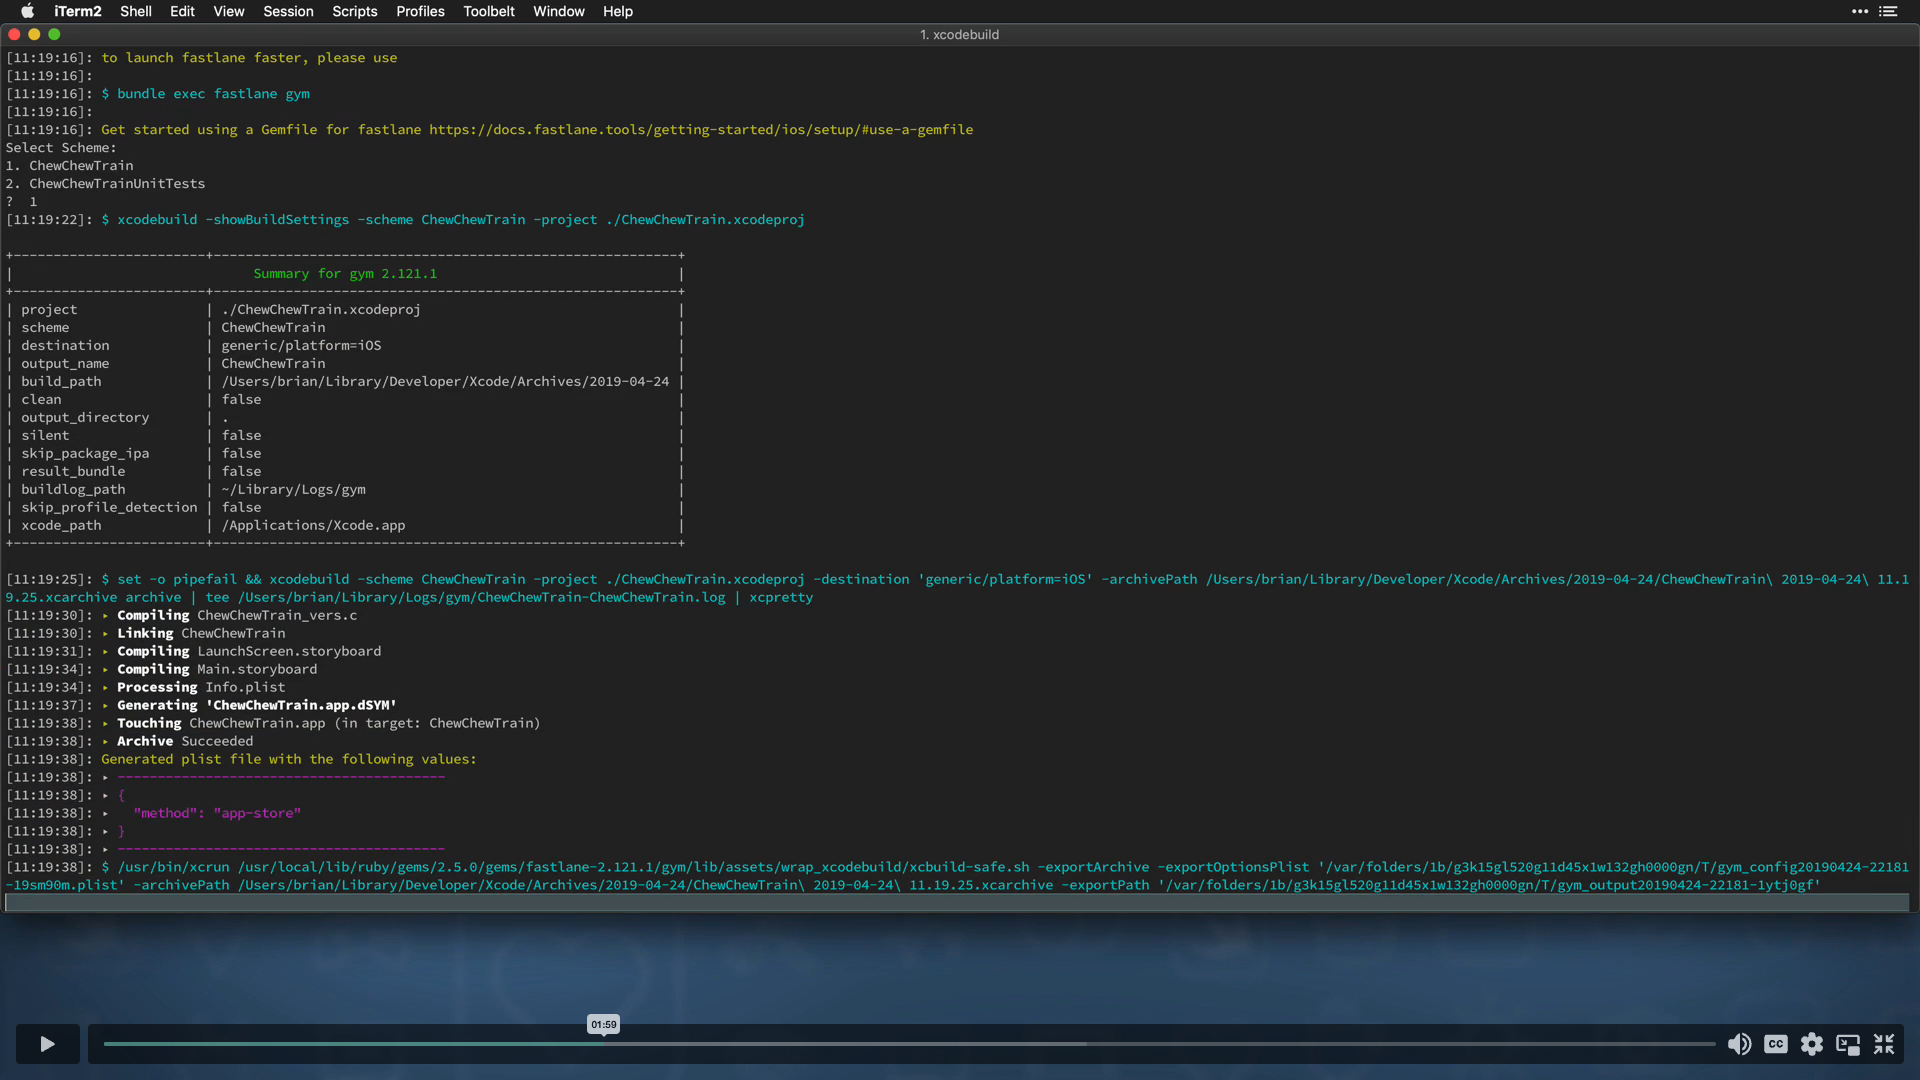 iTerm2 Shell Edit View Session Scripts Profiles Toolbelt Window Help
1. xcodebuild
[11:19:16]: to launch fastlane faster, please use
[11:19:16]:
[11:19:16]: $ bundle exec fastlane gym
[11:19:16]:
[11:19:16]: Get started using a Gemfile for fastlane https://docs.fastlane.tools/getting-started/ios/setup/#use-a-gemfile
Select Scheme:
1. ChewChewTrain
2. ChewChewTrainUnitTests
?  1
[11:19:22]: $ xcodebuild -showBuildSettings -scheme ChewChewTrain -project ./ChewChewTrain.xcodeproj
+------------------------+----------------------------------------------------------+
| Summary for gym 2.121.1 |
+------------------------+----------------------------------------------------------+
| project | ./ChewChewTrain.xcodeproj |
| scheme | ChewChewTrain |
| destination | generic/platform=iOS |
| output_name | ChewChewTrain |
| build_path | /Users/brian/Library/Developer/Xcode/Archives/2019-04-24 |
| clean | false |
| output_directory | . |
| silent | false |
| skip_package_ipa | false |
| result_bundle | false |
| buildlog_path | ~/Library/Logs/gym |
| skip_profile_detection | false |
| xcode_path | /Applications/Xcode.app |
+------------------------+----------------------------------------------------------+
[11:19:25]: $ set -o pipefail && xcodebuild -scheme ChewChewTrain -project ./ChewChewTrain.xcodeproj -destination 'generic/platform=iOS' -archivePath /Users/brian/Library/Developer/Xcode/Archives/2019-04-24/ChewChewTrain\ 2019-04-24\ 11.1
9.25.xcarchive archive | tee /Users/brian/Library/Logs/gym/ChewChewTrain-ChewChewTrain.log | xcpretty
[11:19:30]: ▸ Compiling ChewChewTrain_vers.c
[11:19:30]: ▸ Linking ChewChewTrain
[11:19:31]: ▸ Compiling LaunchScreen.storyboard
[11:19:34]: ▸ Compiling Main.storyboard
[11:19:34]: ▸ Processing Info.plist
[11:19:37]: ▸ Generating 'ChewChewTrain.app.dSYM'
[11:19:38]: ▸ Touching ChewChewTrain.app (in target: ChewChewTrain)
[11:19:38]: ▸ Archive Succeeded
[11:19:38]: Generated plist file with the following values:
[11:19:38]: ▸ -----------------------------------------
[11:19:38]: ▸ {
[11:19:38]: ▸   "method": "app-store"
[11:19:38]: ▸ }
[11:19:38]: ▸ -----------------------------------------
[11:19:38]: $ /usr/bin/xcrun /usr/local/lib/ruby/gems/2.5.0/gems/fastlane-2.121.1/gym/lib/assets/wrap_xcodebuild/xcbuild-safe.sh -exportArchive -exportOptionsPlist '/var/folders/1b/g3k15gl520g11d45x1w132gh0000gn/T/gym_config20190424-22181
-19sm90m.plist' -archivePath /Users/brian/Library/Developer/Xcode/Archives/2019-04-24/ChewChewTrain\ 2019-04-24\ 11.19.25.xcarchive -exportPath '/var/folders/1b/g3k15gl520g11d45x1w132gh0000gn/T/gym_output20190424-22181-1ytj0gf'
01:59
CC